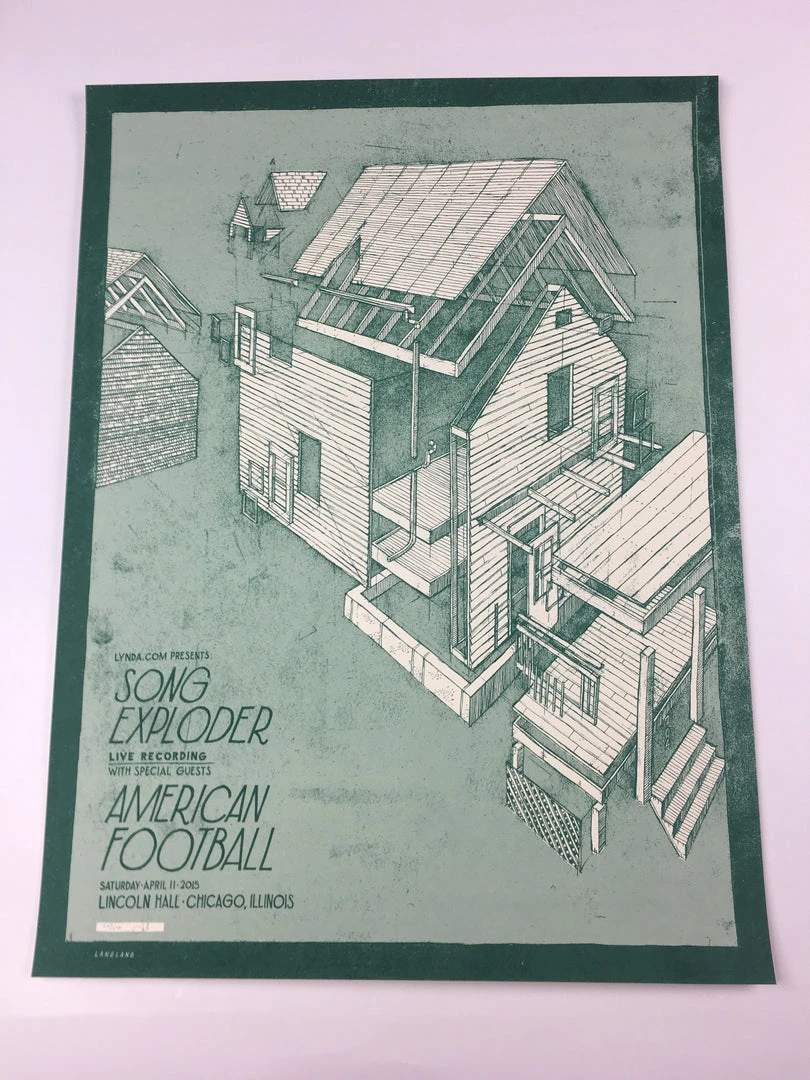 LYNDA.COM PRESENTS:
SONG
EXPLODER
LIVE RECORDING
WITH SPECIAL GUESTS
AMERICAN
FOOTBALL
SATURDAY·APRIL 11·2015
LINCOLN HALL·CHICAGO, ILLINOIS
LANDLAND